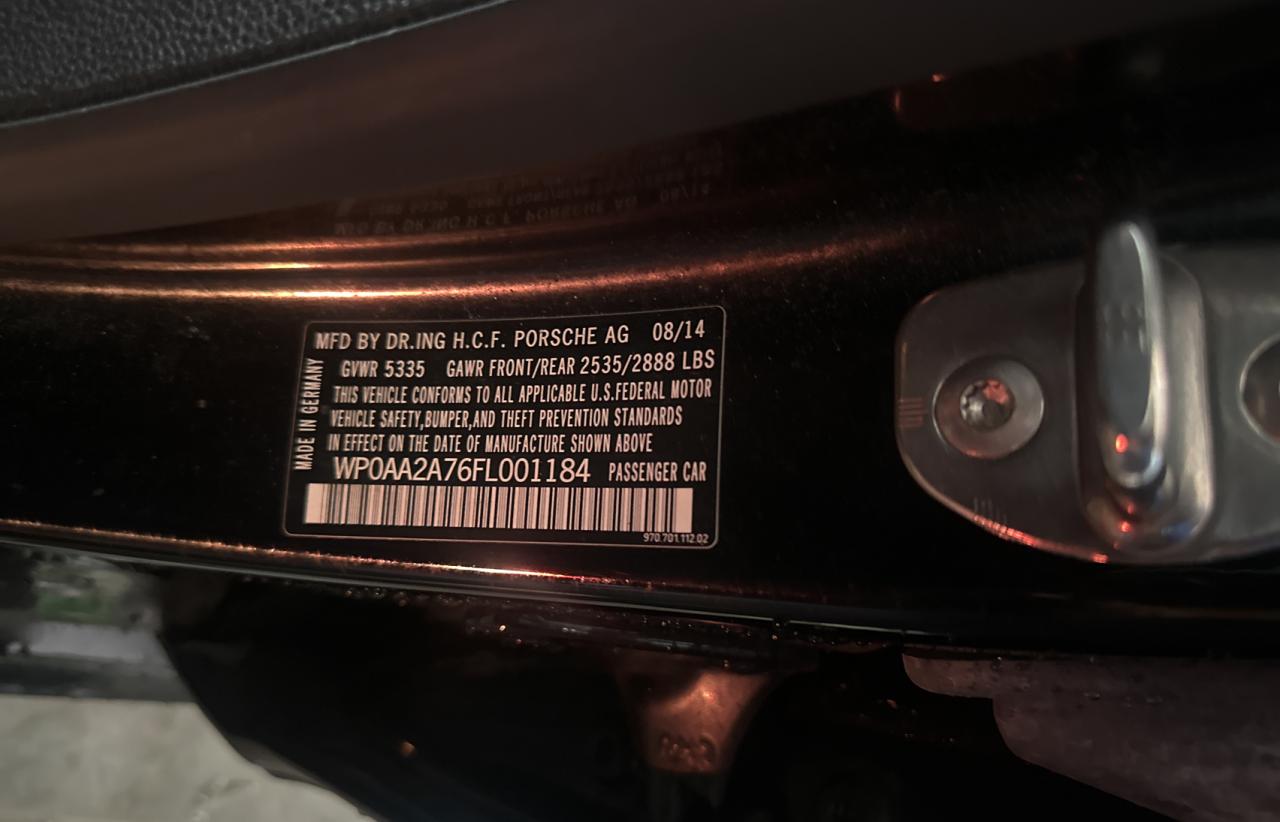 MFD BY DR.ING H.C.F. PORSCHE AG 08/14
GVWR 5335 GAWR FRONT/REAR 2535/2888 LBS
THIS VEHICLE CONFORMS TO ALL APPLICABLE U.S.FEDERAL MOTOR
VEHICLE SAFETY,BUMPER,AND THEFT PREVENTION STANDARDS
IN EFFECT ON THE DATE OF MANUFACTURE SHOWN ABOVE
WP0AA2A76FL001184 PASSENGER CAR
970.701.112.02
MADE IN GERMANY